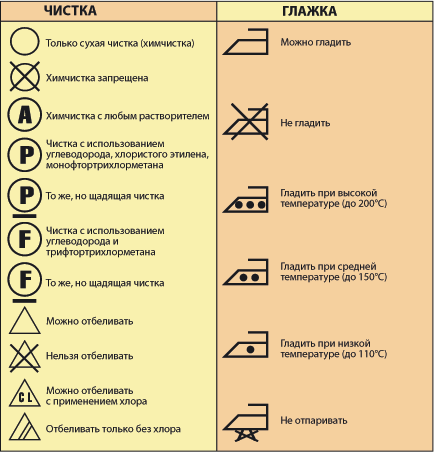 ЧИСТКА
Только сухая чистка (химчистка)
Химчистка запрещена
A
Химчистка с любым растворителем
P
Чистка с использованием
углеводорода, хлористого этилена,
монофтортрихлорметана
P
То же, но щадящая чистка
F
Чистка с использованием
углеводорода и
трифтортрихлорметана
F
То же, но щадящая чистка
Можно отбеливать
Нельзя отбеливать
CL
Можно отбеливать
с применением хлора
Отбеливать только без хлора
ГЛАЖКА
Можно гладить
Не гладить
Гладить при высокой
температуре (до 200°С)
Гладить при средней
температуре (до 150°С)
Гладить при низкой
температуре (до 110°С)
Не отпаривать